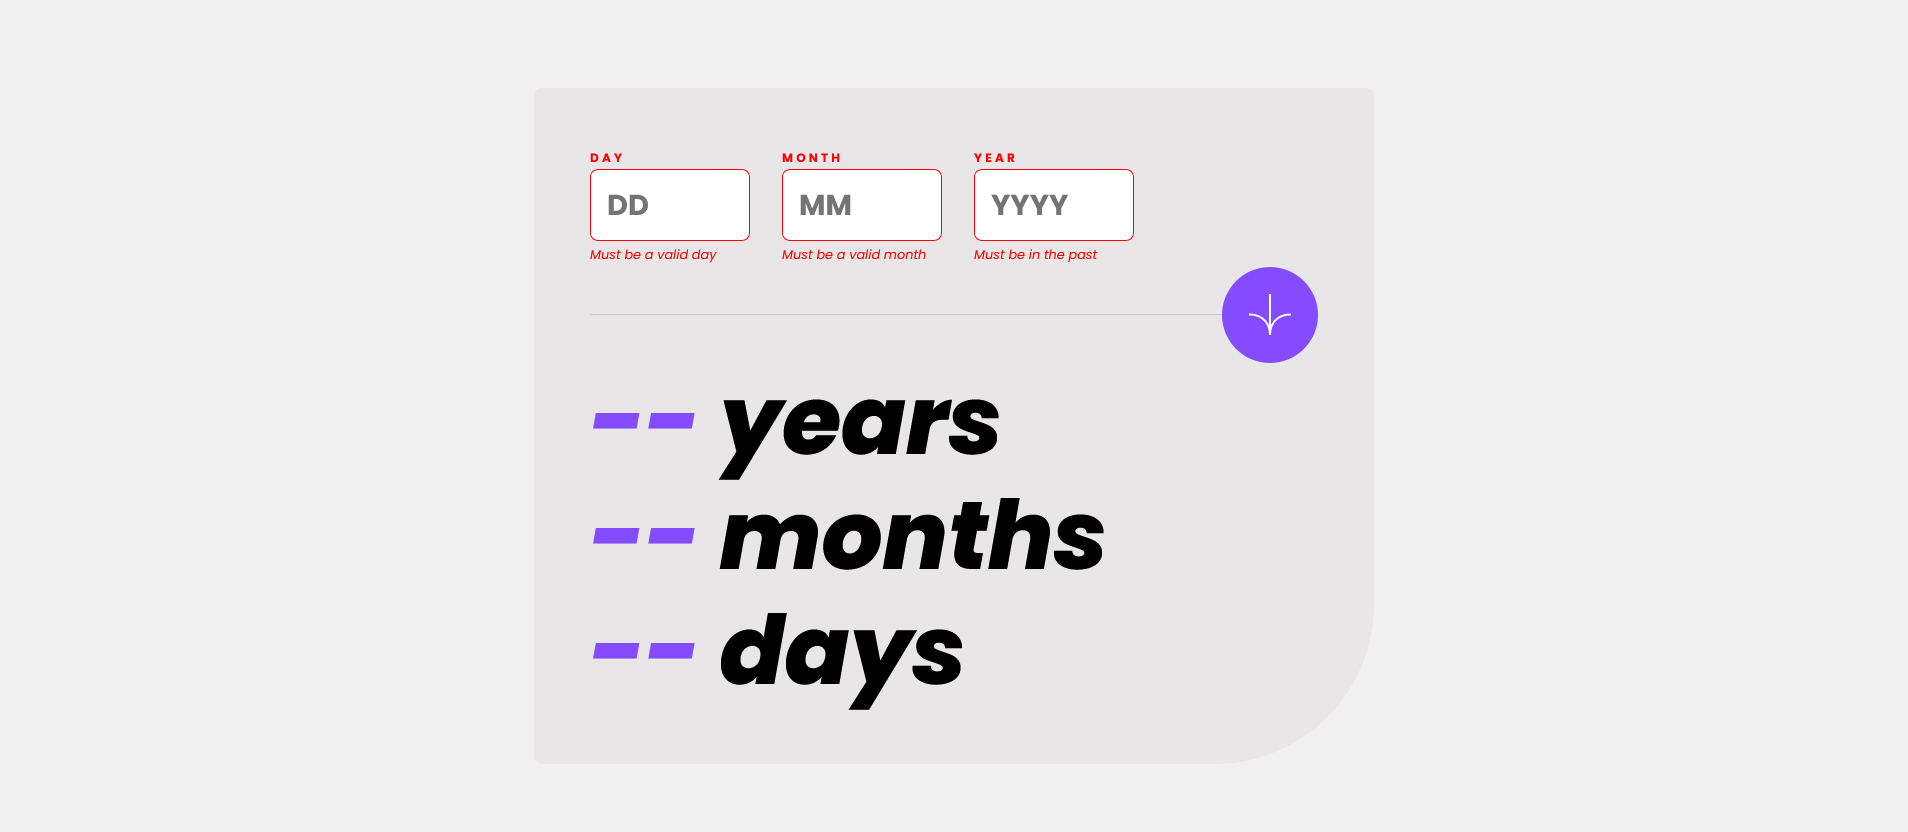 DAY MONTH YEAR
DD MM YYYY
Must be a valid day Must be a valid month Must be in the past
-- years
-- months
-- days